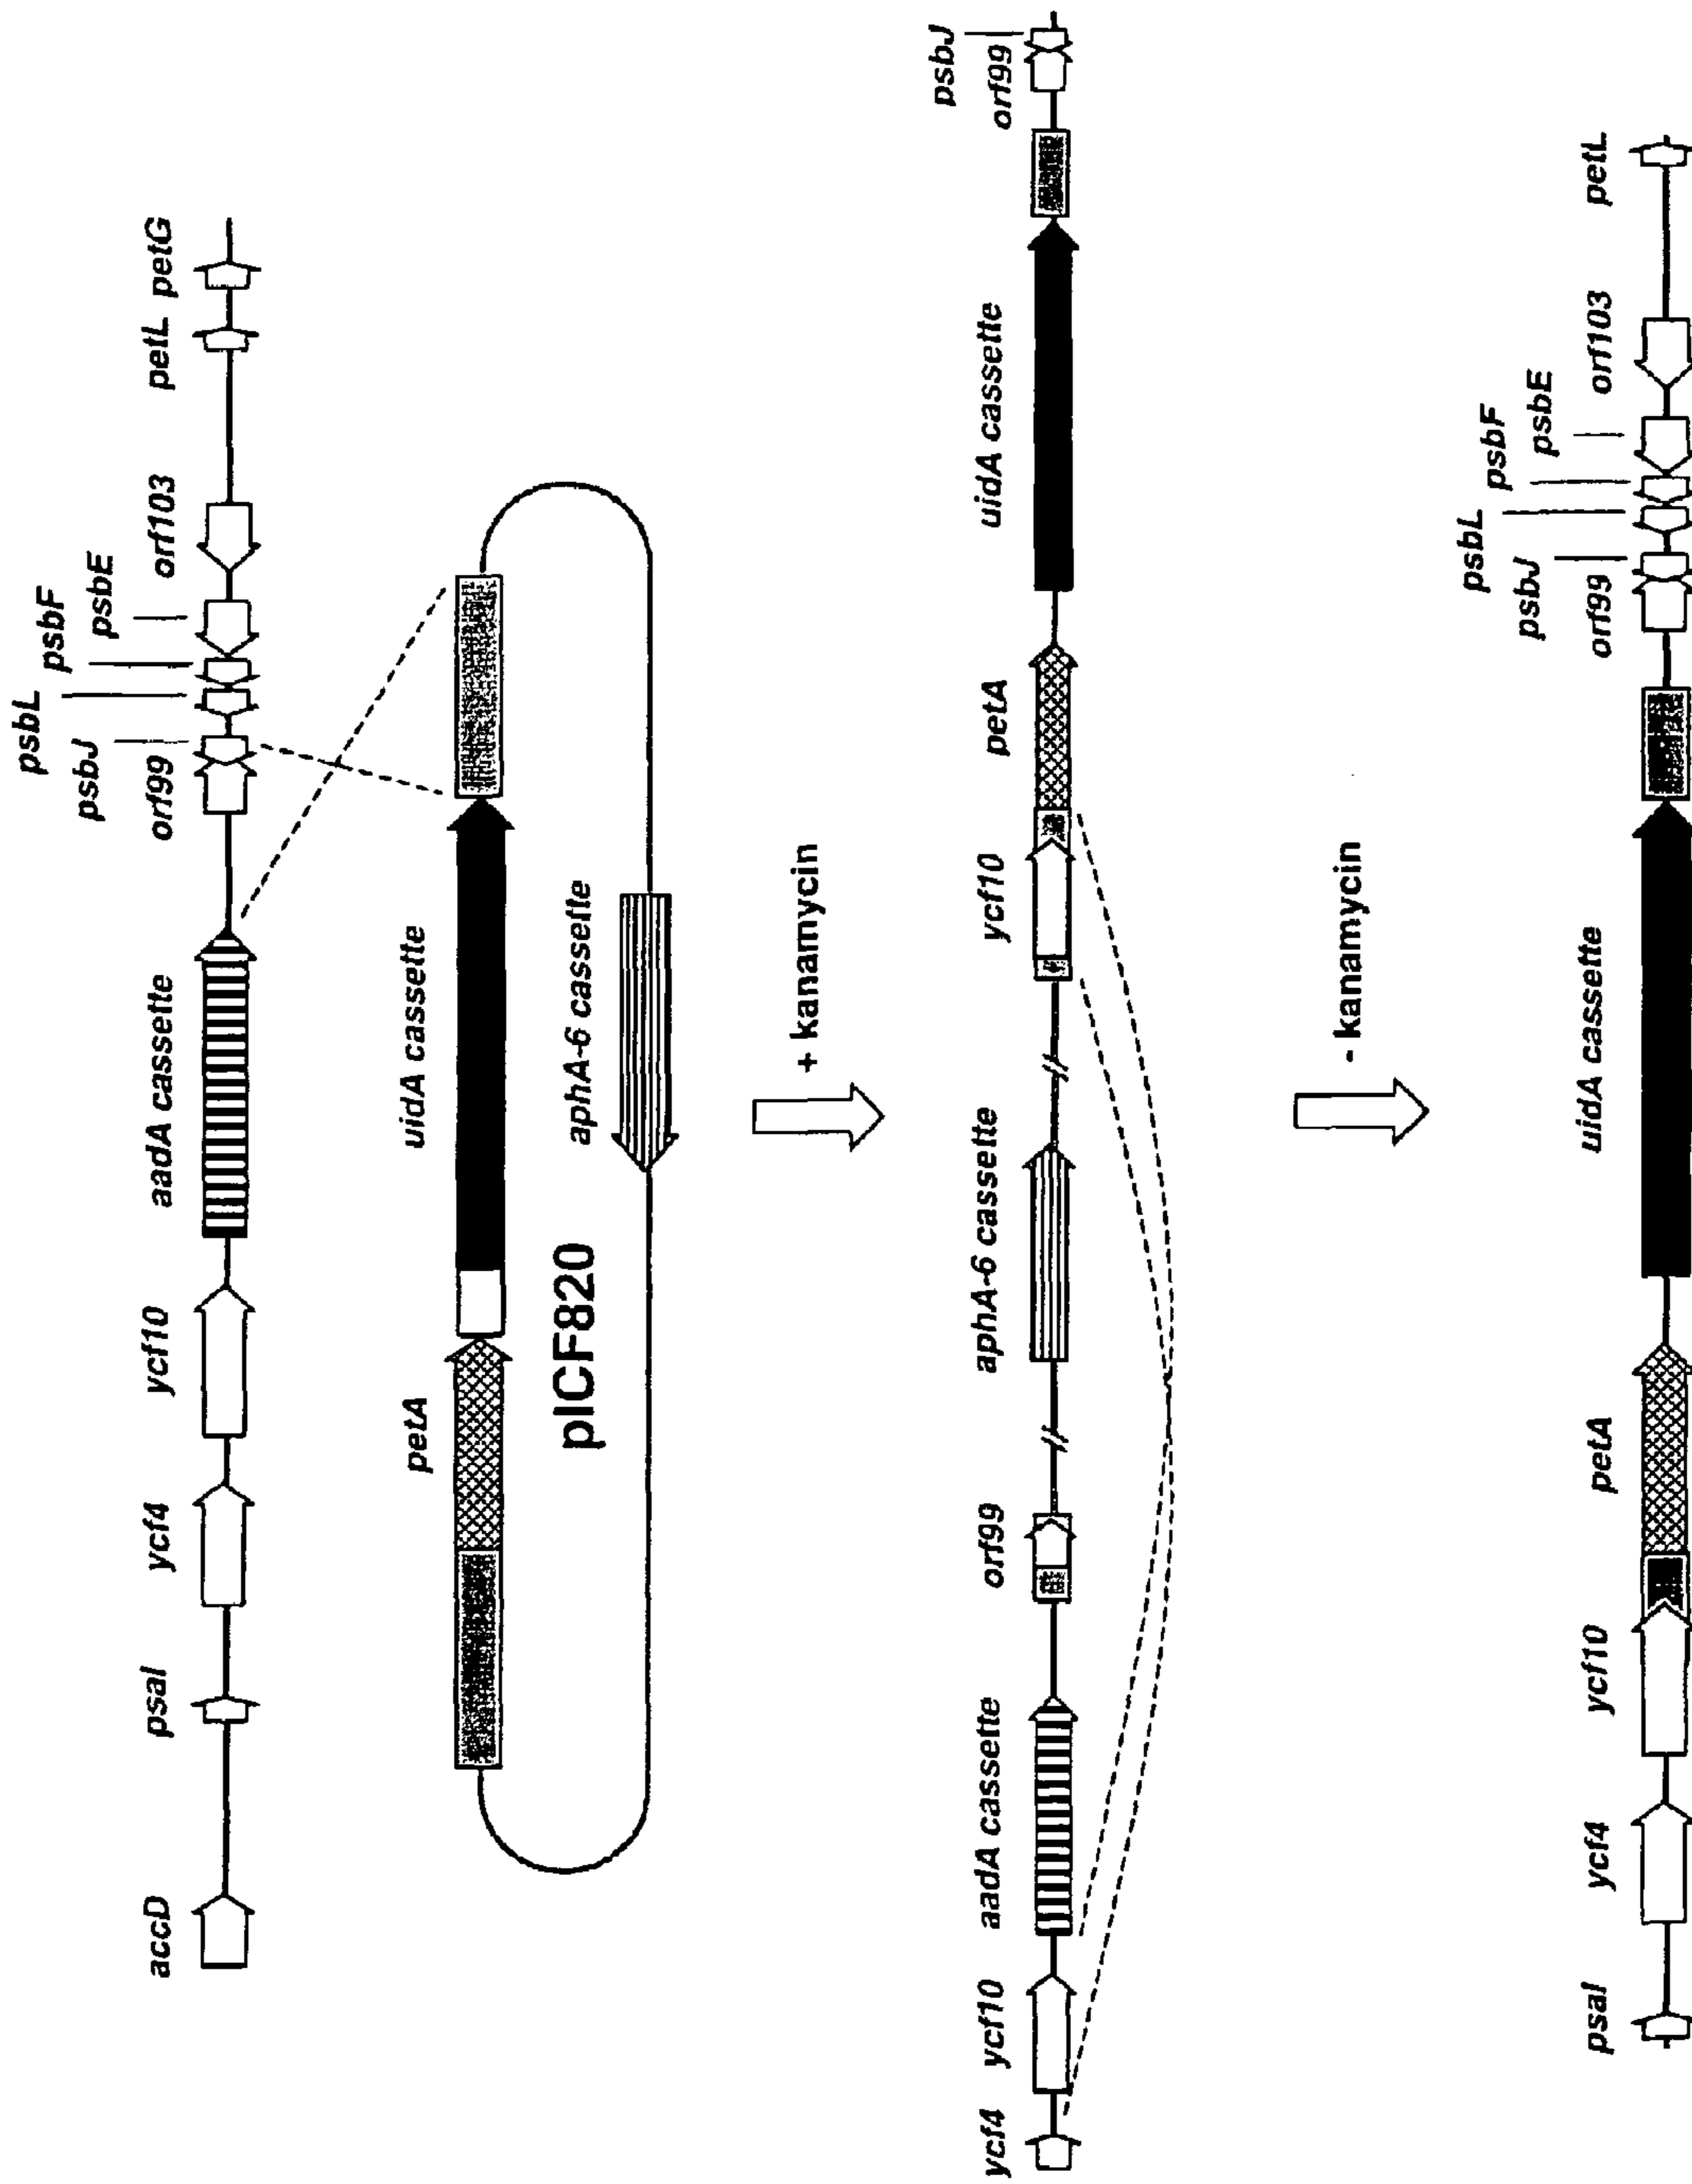 accD
psaI
ycf4
ycf10
aadA cassette
orf99
psbJ
psbL
psbF
psbE
orf103
petL
petG
petA
uidA cassette
pICF820
aphA-6 cassette
+ kanamycin
ycf4
ycf10
aadA cassette
orf99
aphA-6 cassette
ycf10
petA
uidA cassette
orf99
psbJ
- kanamycin
psaI
ycf4
ycf10
petA
uidA cassette
orf99
psbJ
psbL
psbF
psbE
orf103
petL